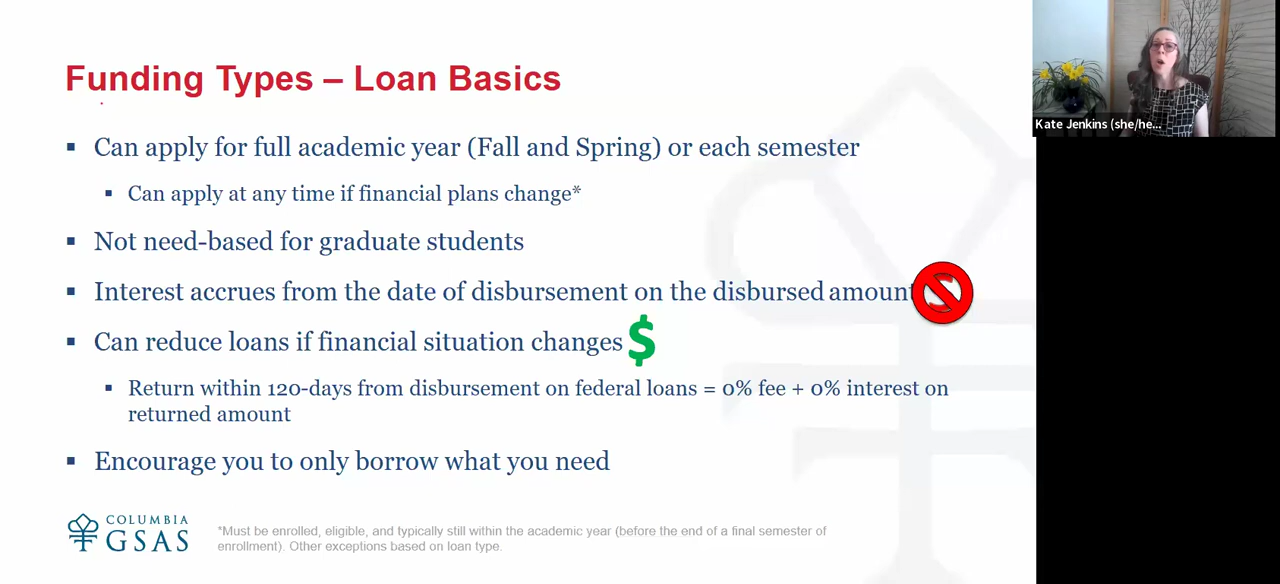 Funding Types – Loan Basics
▪ Can apply for full academic year (Fall and Spring) or each semester
▪ Can apply at any time if financial plans change*
▪ Not need-based for graduate students
▪ Interest accrues from the date of disbursement on the disbursed amount
▪ Can reduce loans if financial situation changes $
▪ Return within 120-days from disbursement on federal loans = 0% fee + 0% interest on
returned amount
▪ Encourage you to only borrow what you need
COLUMBIA
GSAS
*Must be enrolled, eligible, and typically still within the academic year (before the end of a final semester of
enrollment). Other exceptions based on loan type.
Kate Jenkins (she/he...